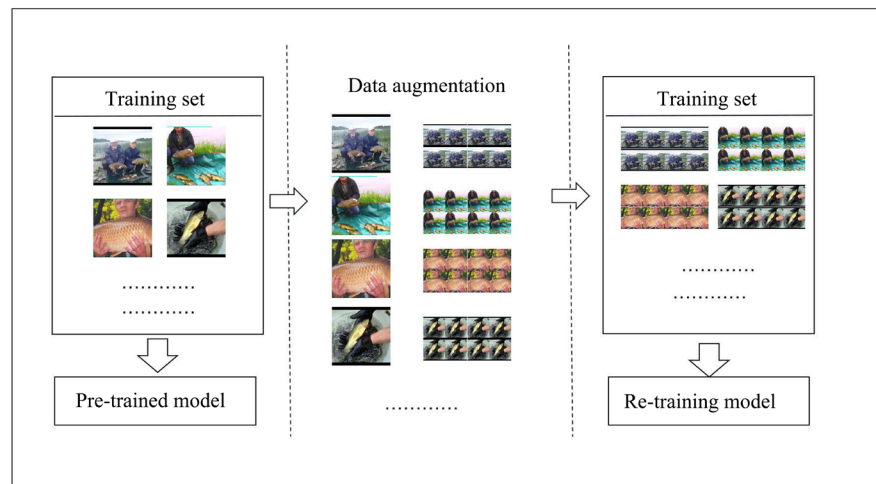 Training set
............
............
Pre-trained model
Data augmentation
............
Training set
............
............
Re-training model